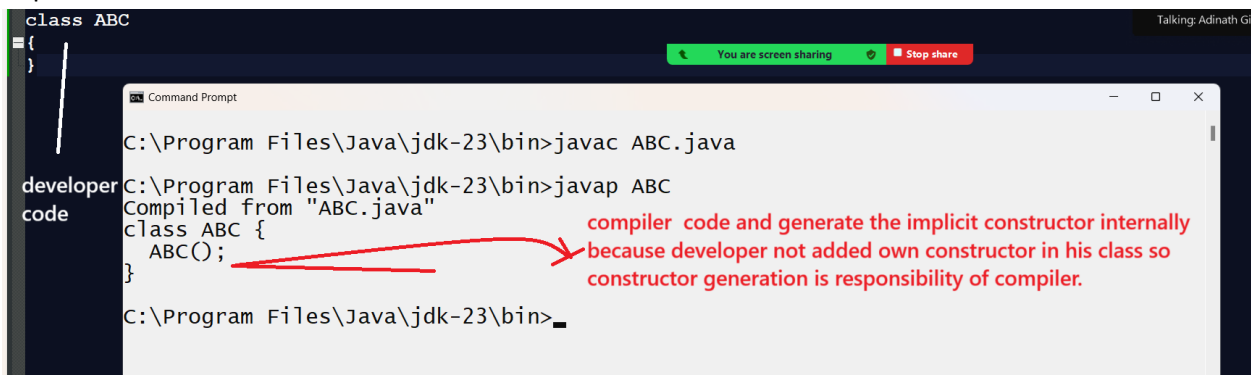 class ABC
{
}
Talking: Adinath Gi
You are screen sharing
Stop share
Command Prompt
C:\Program Files\Java\jdk-23\bin>javac ABC.java
developer
code
C:\Program Files\Java\jdk-23\bin>javap ABC
Compiled from "ABC.java"
class ABC {
  ABC();
}
compiler  code and generate the implicit constructor internally
because developer not added own constructor in his class so
constructor generation is responsibility of compiler.
C:\Program Files\Java\jdk-23\bin>